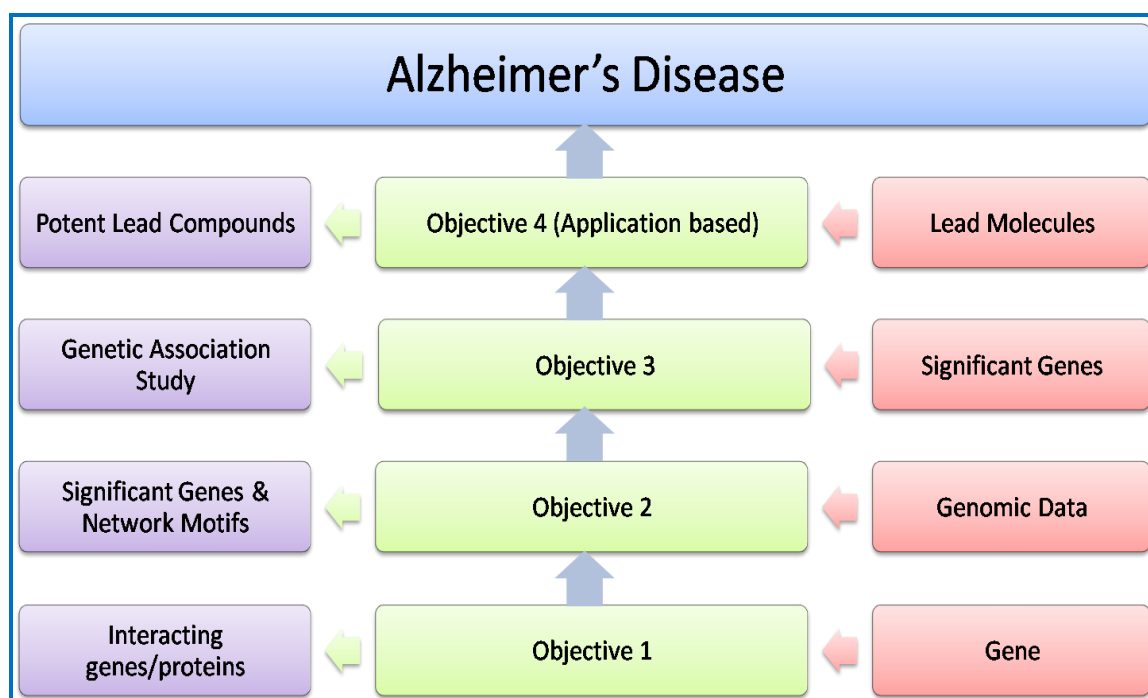 Alzheimer’s Disease
Potent Lead Compounds
Objective 4 (Application based)
Lead Molecules
Genetic Association
Study
Objective 3
Significant Genes
Significant Genes &
Network Motifs
Objective 2
Genomic Data
Interacting
genes/proteins
Objective 1
Gene